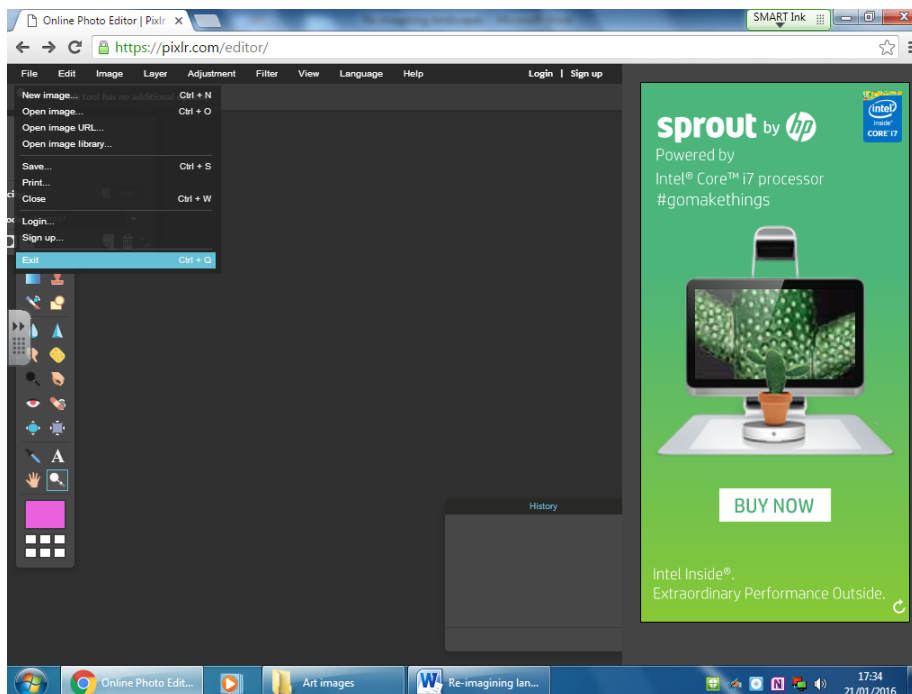 Online Photo Editor | Pixlr
SMART Ink
https://pixlr.com/editor/
File Edit Image Layer Adjustment Filter View Language Help Login | Sign up
New image... Ctrl + N
tool has no additional
Open image... Ctrl + O
Open image URL...
Open image library...
Save... Ctrl + S
Print...
Close Ctrl + W
Login...
Sign up...
Exit Ctrl + Q
A
History
sprout by hp
intel
inside
CORE i7
Powered by
Intel® Core™ i7 processor
#gomakethings
BUY NOW
Intel Inside®.
Extraordinary Performance Outside.
Online Photo Edit...
Art images
W
Re-imagining lan...
N
17:34
21/01/2016